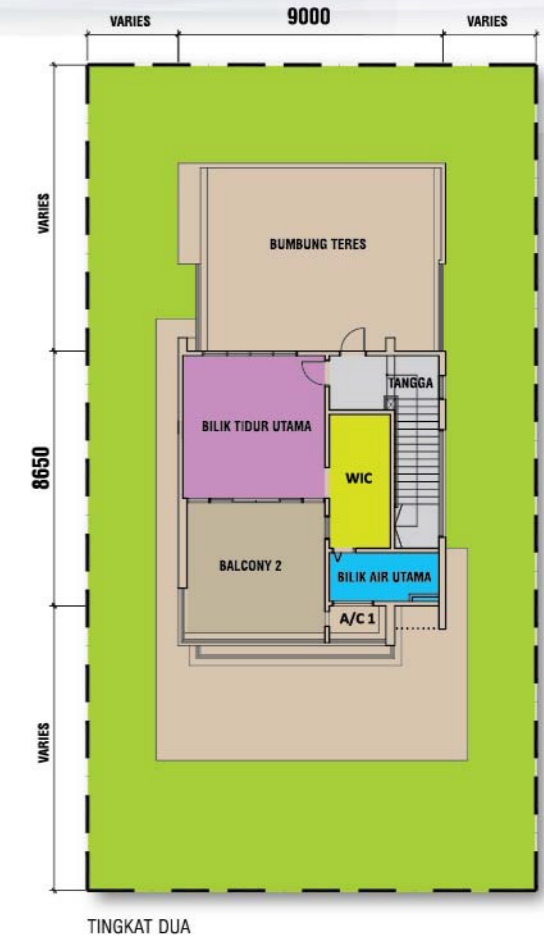 VARIES
9000
VARIES
VARIES
BUMBUNG TERES
TANGGA
BILIK TIDUR UTAMA
8650
WIC
BALCONY 2
BILIK AIR UTAMA
A/C 1
VARIES
TINGKAT DUA